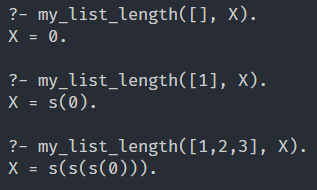 ?- my_list_length([], X).
X = 0.
?- my_list_length([1], X).
X = s(0).
?- my_list_length([1,2,3], X).
X = s(s(s(0))).